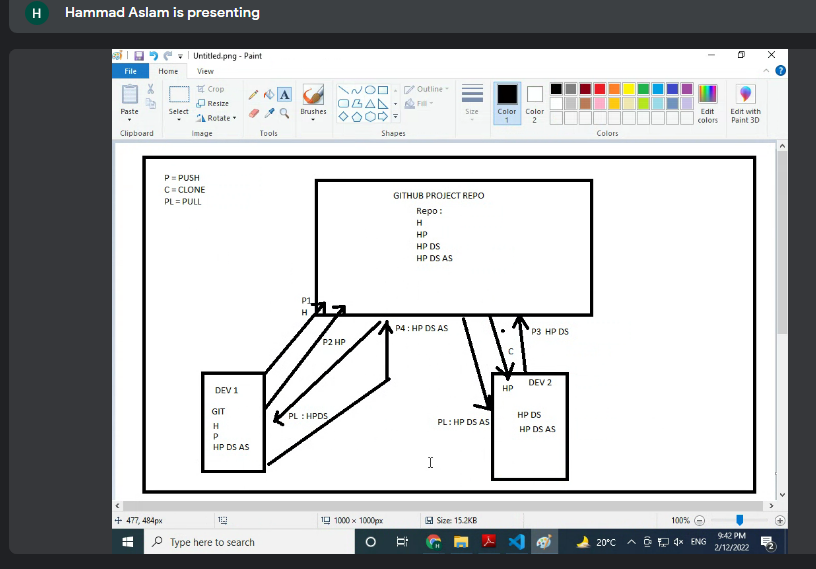 H Hammad Aslam is presenting
Untitled.png - Paint
File Home View
Paste
Clipboard
Select
Crop
Resize
Rotate
Image
A
Tools
Brushes
Outline
Fill
Shapes
Size
Color 1
Color 2
Colors
Edit colors
Edit with Paint 3D
P = PUSH
C = CLONE
PL = PULL
GITHUB PROJECT REPO
Repo :
H
HP
HP DS
HP DS AS
P1
H
P2 HP
P4 : HP DS AS
P3 HP DS
C
PL : HPDS
PL : HP DS AS
DEV 1
GIT
H
P
HP DS AS
DEV 2
HP
HP DS
HP DS AS
477, 484px
1000 × 1000px
Size: 15.2KB
100%
Type here to search
20°C
ENG
9:42 PM
2/12/2022
2